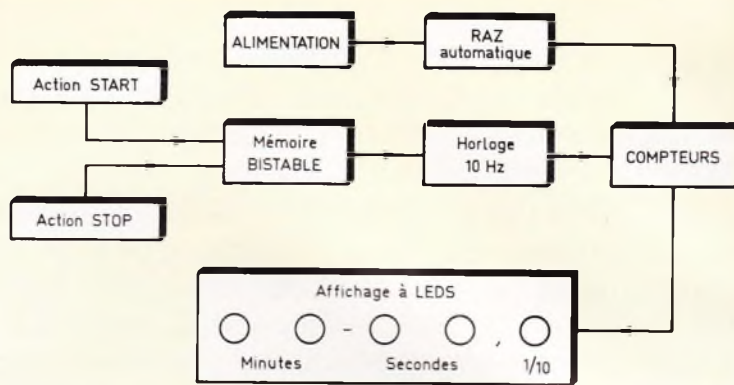 ALIMENTATION
RAZ
automatique
Action START
Mémoire
BISTABLE
Horloge
10 Hz
COMPTEURS
Action STOP
Affichage à LEDS
- ,
Minutes Secondes 1/10